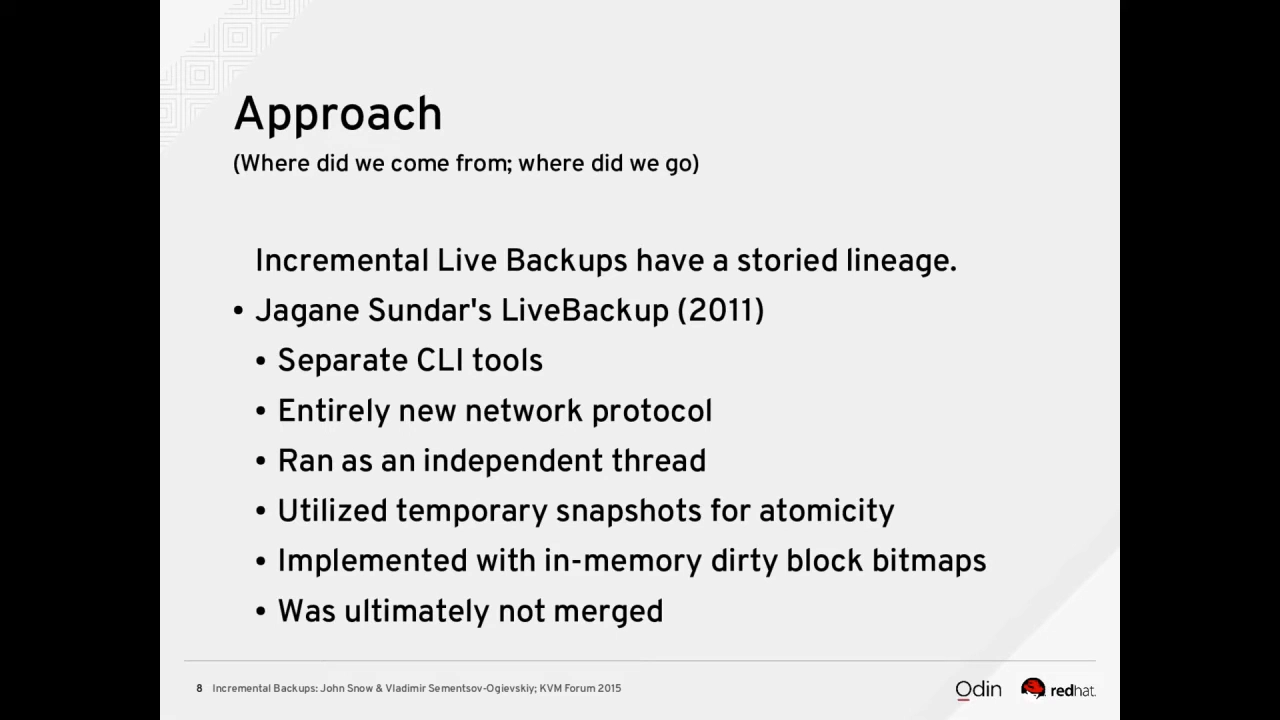 Approach
(Where did we come from; where did we go)
Incremental Live Backups have a storied lineage.
• Jagane Sundar's LiveBackup (2011)
• Separate CLI tools
• Entirely new network protocol
• Ran as an independent thread
• Utilized temporary snapshots for atomicity
• Implemented with in-memory dirty block bitmaps
• Was ultimately not merged
8 Incremental Backups: John Snow & Vladimir Sementsov-Ogievskiy; KVM Forum 2015
Odin redhat.